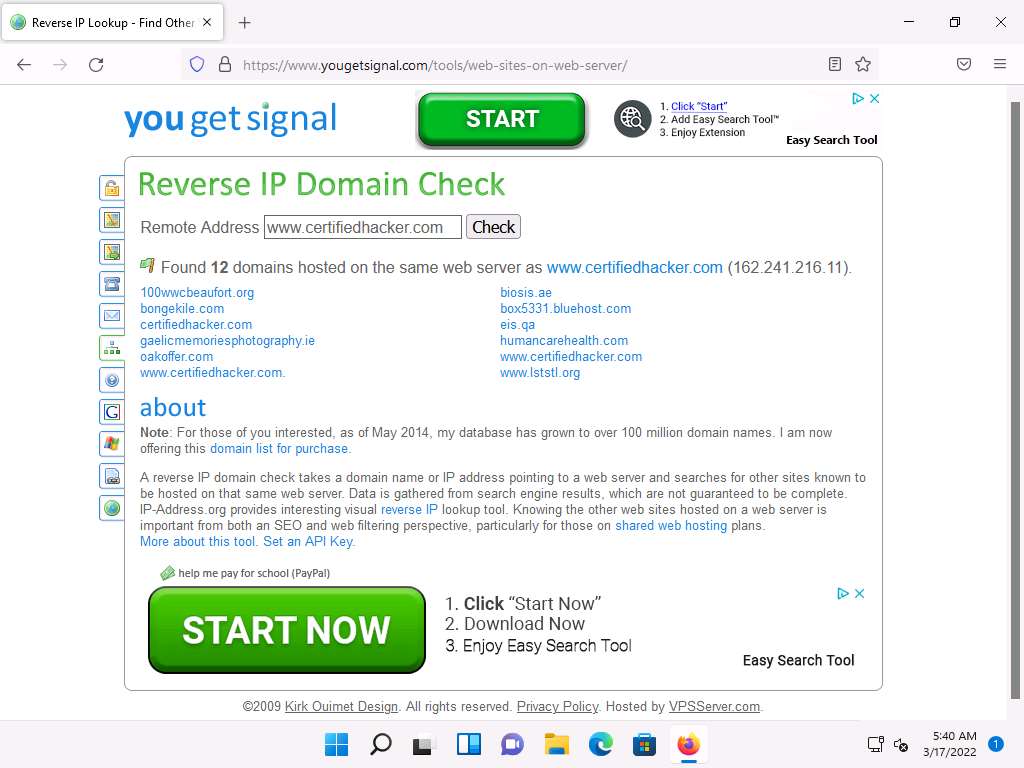 Reverse IP Lookup - Find Other
https://www.yougetsignal.com/tools/web-sites-on-web-server/
you get signal
START
1. Click “Start”
2. Add Easy Search Tool™
3. Enjoy Extension
Easy Search Tool
Reverse IP Domain Check
Remote Address www.certifiedhacker.com Check
Found 12 domains hosted on the same web server as www.certifiedhacker.com (162.241.216.11).
100wwcbeaufort.org biosis.ae
bongekile.com box5331.bluehost.com
certifiedhacker.com eis.qa
gaelicmemoriesphotography.ie humancarehealth.com
oakoffer.com www.certifiedhacker.com
www.certifiedhacker.com. www.lststl.org
G
about
Note: For those of you interested, as of May 2014, my database has grown to over 100 million domain names. I am now
offering this domain list for purchase.
A reverse IP domain check takes a domain name or IP address pointing to a web server and searches for other sites known to
be hosted on that same web server. Data is gathered from search engine results, which are not guaranteed to be complete.
IP-Address.org provides interesting visual reverse IP lookup tool. Knowing the other web sites hosted on a web server is
important from both an SEO and web filtering perspective, particularly for those on shared web hosting plans.
More about this tool. Set an API Key.
help me pay for school (PayPal)
START NOW
1. Click “Start Now”
2. Download Now
3. Enjoy Easy Search Tool
Easy Search Tool
©2009 Kirk Ouimet Design. All rights reserved. Privacy Policy. Hosted by VPSServer.com.
5:40 AM
3/17/2022
1